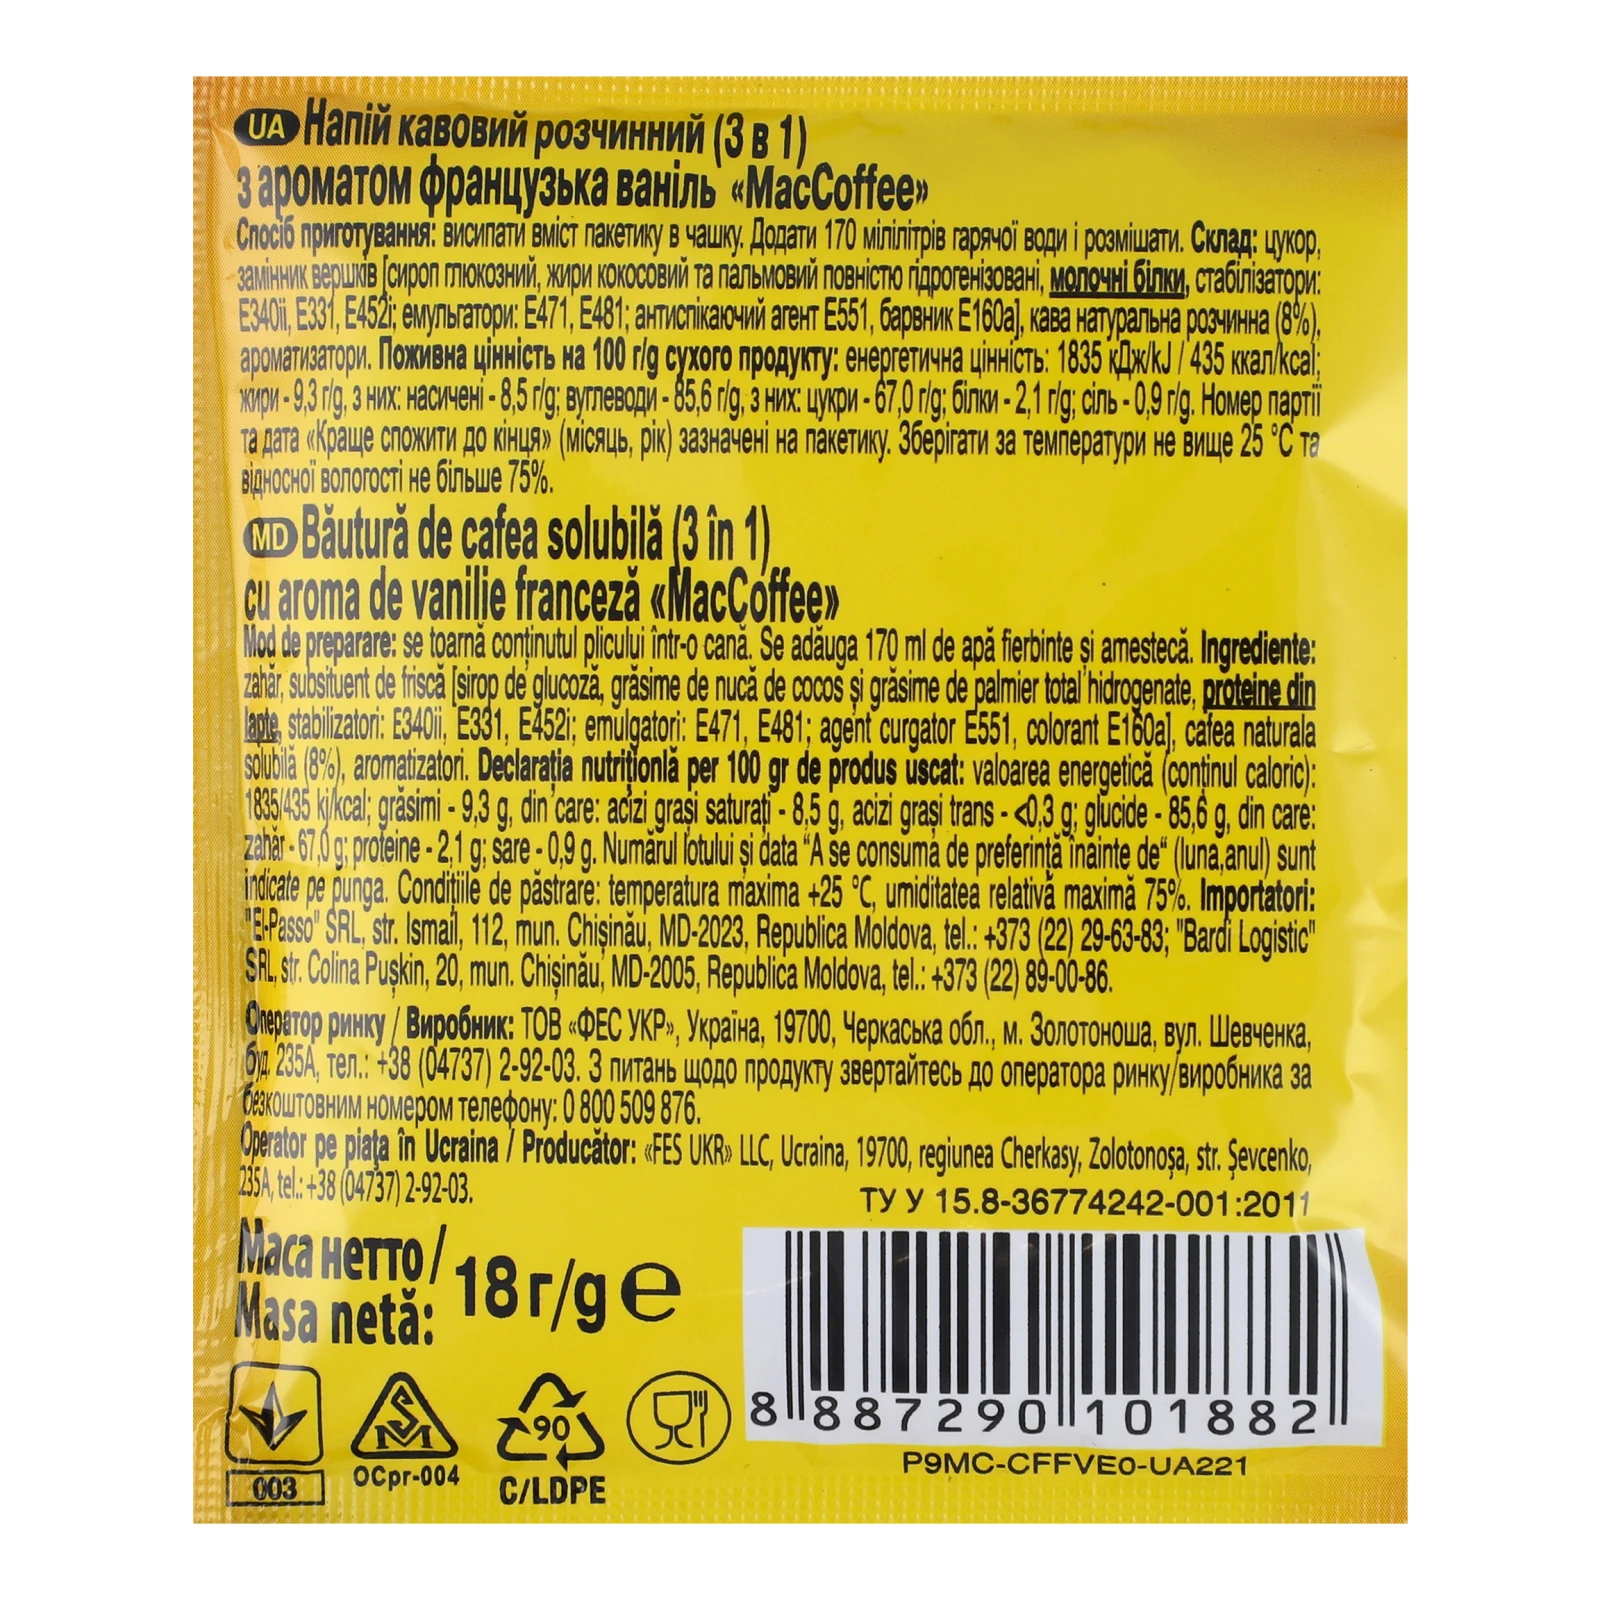 UA Напій кавовий розчинний (3 в 1)
з ароматом французька ваніль «MacCoffee»
Спосіб приготування: висипати вміст пакетику в чашку. Додати 170 мілілітрів гарячої води і розмішати. Склад: цукор,
замінник вершків [сироп глюкозний, жири кокосовий та пальмовий повністю гідрогенізовані, молочні білки, стабілізатори:
Е340ii, Е331, Е452i; емульгатори: Е471, Е481; антиспікаючий агент Е551, барвник Е160а], кава натуральна розчинна (8%),
ароматизатори. Поживна цінність на 100 г/g сухого продукту: енергетична цінність: 1835 кДж/kJ / 435 ккал/kcal;
жири - 9,3 г/g, з них: насичені - 8,5 г/g; вуглеводи - 85,6 г/g, з них: цукри - 67,0 г/g; білки - 2,1 г/g; сіль - 0,9 г/g. Номер партії
та дата «Краще спожити до кінця» (місяць, рік) зазначені на пакетику. Зберігати за температури не вище 25 °С та
відносної вологості не більше 75%.
MD Băutură de cafea solubilă (3 în 1)
cu aroma de vanilie franceză «MacCoffee»
Mod de preparare: se toarnă conținutul plicului într-o cană. Se adăuga 170 ml de apă fierbinte și amestecă. Ingrediente:
zahăr, subsituent de frisca [sirop de glucoză, grăsime de nucă de cocos și grăsime de palmier total hidrogenate, proteine din
lapte, stabilizatori: E340ii, E331, E452i; emulgatori: E471, E481; agent curgator E551, colorant E160a], cafea naturala
solubilă (8%), aromatizatori. Declarația nutrițională per 100 gr de produs uscat: valoarea energetică (conținul caloric):
1835/435 kj/kcal; grăsimi - 9,3 g, din care: acizi grași saturați - 8,5 g, acizi grași trans - <0,3 g; glucide - 85,6 g, din care:
zahăr - 67,0 g; proteine - 2,1 g; sare - 0,9 g. Numărul lotului și data "A se consuma de preferință înainte de" (luna,anul) sunt
indicate pe punga. Condițiile de păstrare: temperatura maxima +25 °C, umiditatea relativă maximă 75%. Importatori:
"El-Passo" SRL, str. Ismail, 112, mun. Chișinău, MD-2023, Republica Moldova, tel.: +373 (22) 29-63-83; "Bardi Logistic"
SRL, str. Colina Pușkin, 20, mun. Chișinău, MD-2005, Republica Moldova, tel.: +373 (22) 89-00-86.
Оператор ринку / Виробник: ТОВ «ФЕС УКР», Україна, 19700, Черкаська обл., м. Золотоноша, вул. Шевченка,
буд. 235А, тел.: +38 (04737) 2-92-03. З питань щодо продукту звертайтесь до оператора ринку/виробника за
безкоштовним номером телефону: 0 800 509 876.
Operator pe piața în Ucraina / Producător: «FES UKR» LLC, Ucraina, 19700, regiunea Cherkasy, Zolotonoșa, str. Șevcenko,
235A, tel.: +38 (04737) 2-92-03.
ТУ У 15.8-36774242-001:2011
Маса нетто /
Masa netă: 18 г/g e
8 887290 101882
P9MC-CFFVE0-UA221
003
OCpr-004
90
C/LDPE